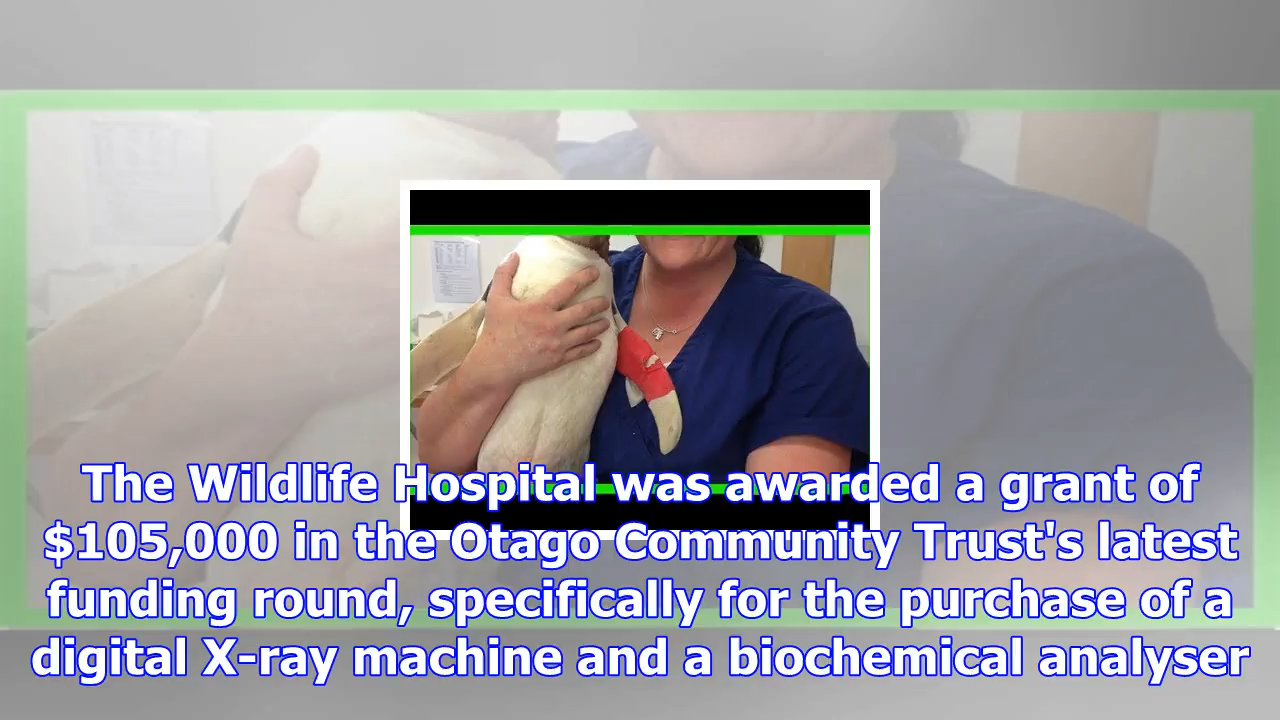 The Wildlife Hospital was awarded a grant of
$105,000 in the Otago Community Trust's latest
funding round, specifically for the purchase of a
digital X-ray machine and a biochemical analyser